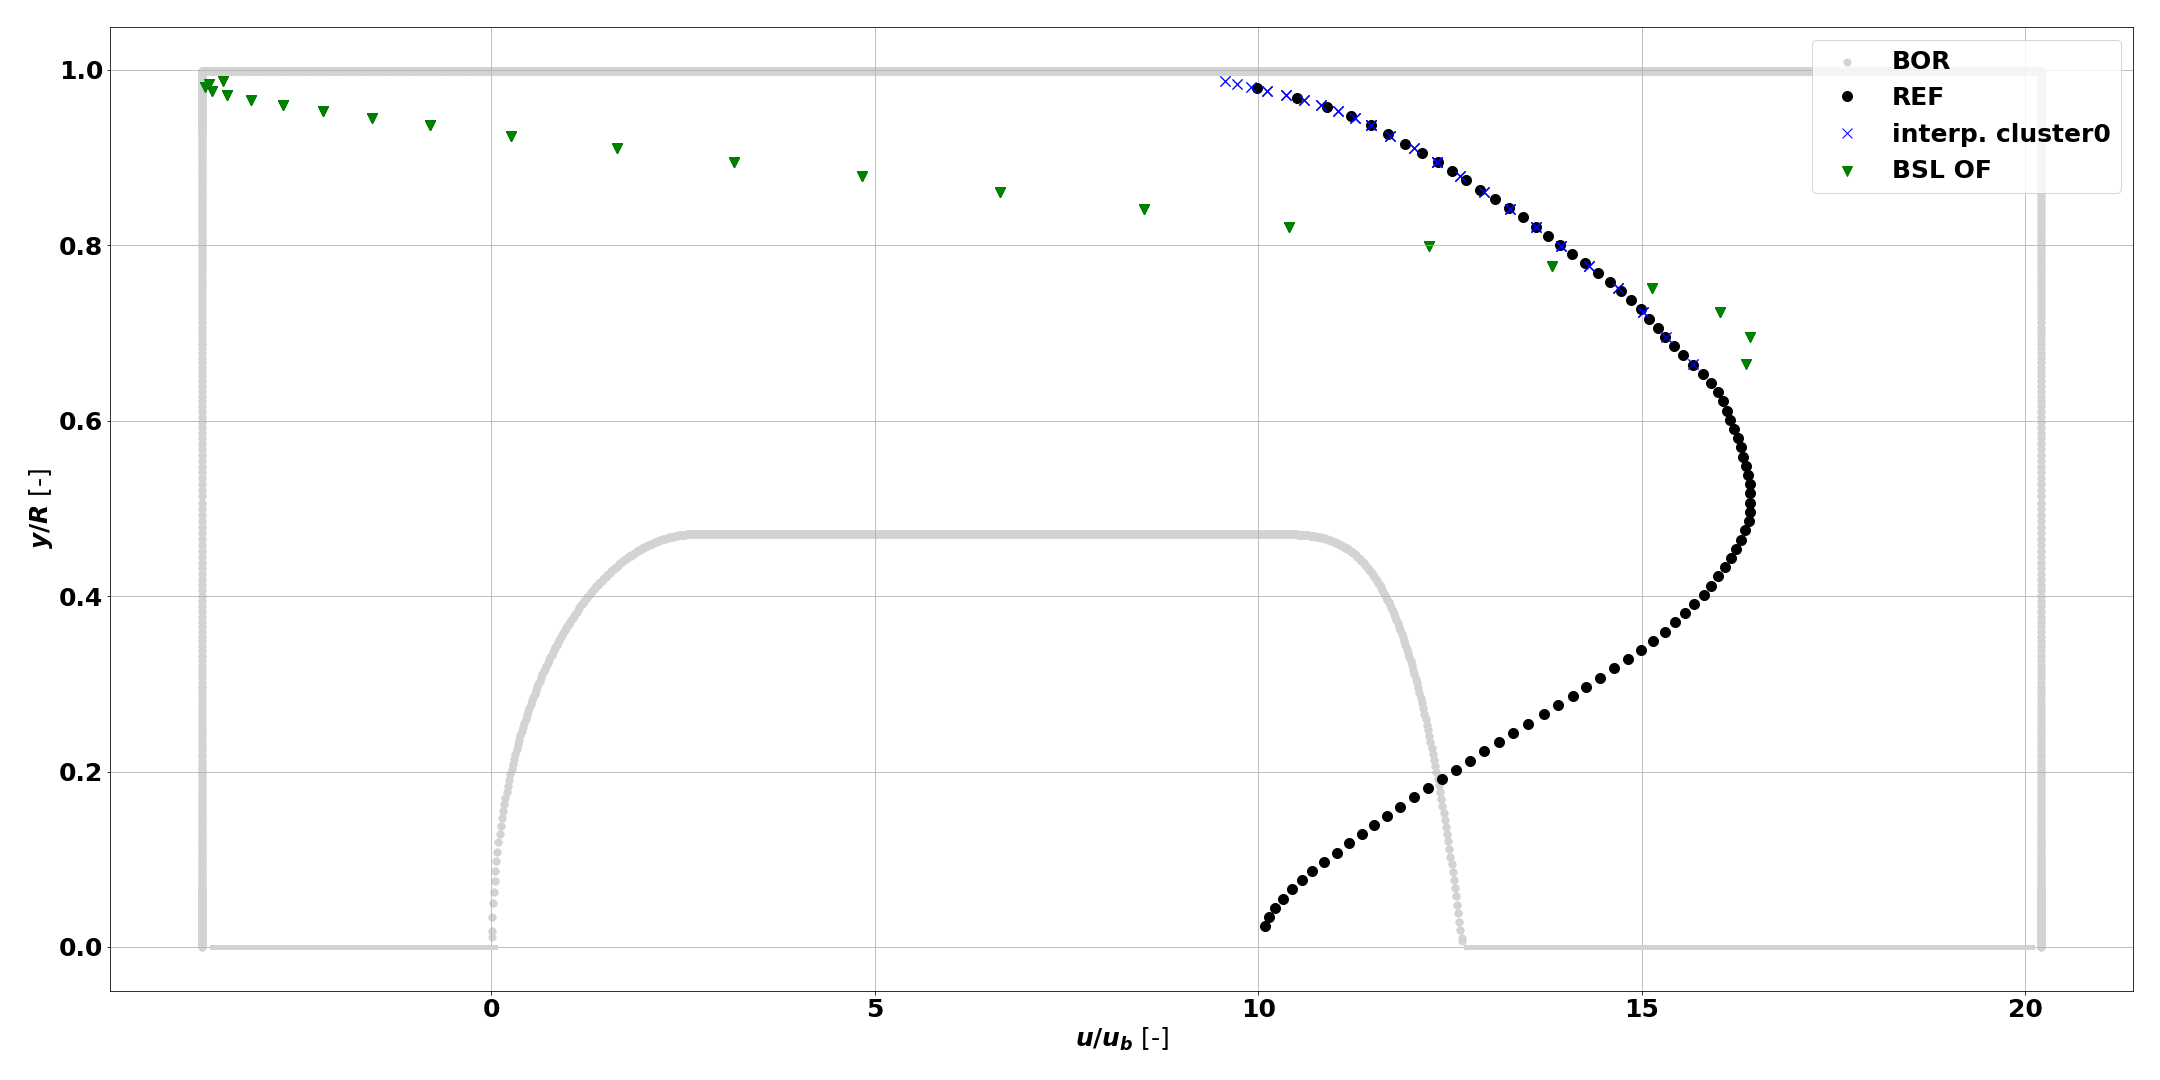 BOR
REF
interp. cluster0
BSL OF
1.0
0.8
0.6
0.4
0.2
0.0
y/R [-]
0 5 10 15 20
u/u_b [-]